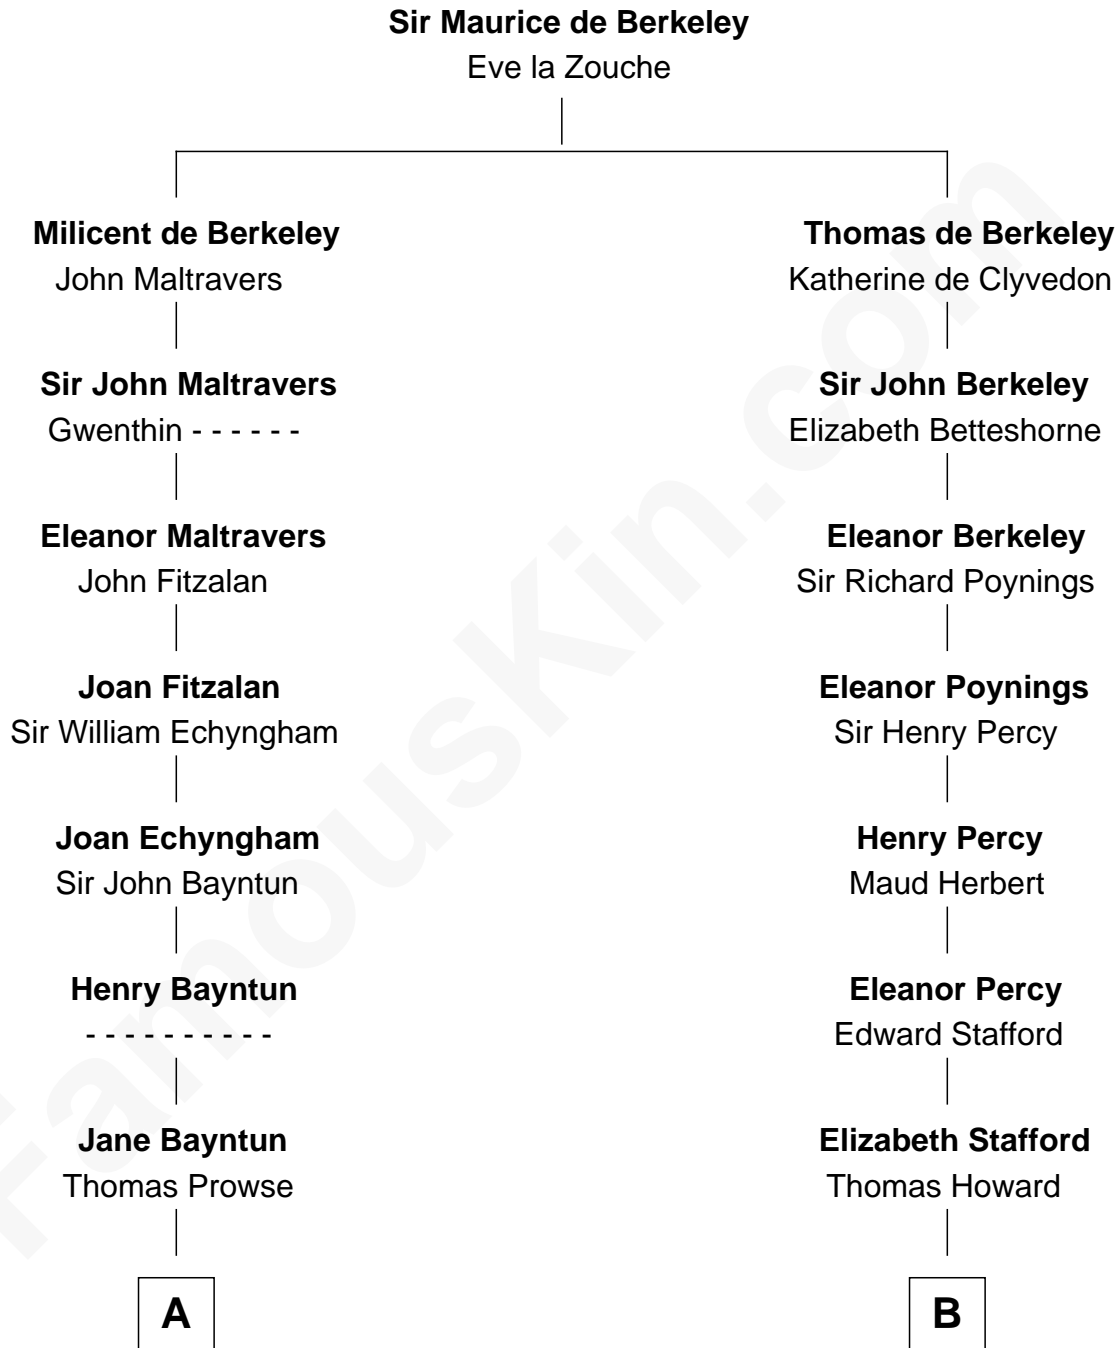 Sir Maurice de Berkeley
Eve la Zouche
Milicent de Berkeley
John Maltravers
Sir John Maltravers
Gwenthin - - - - - -
Eleanor Maltravers
John Fitzalan
Joan Fitzalan
Sir William Echyngham
Joan Echyngham
Sir John Bayntun
Henry Bayntun
- - - - - - - - - -
Jane Bayntun
Thomas Prowse
A
Thomas de Berkeley
Katherine de Clyvedon
Sir John Berkeley
Elizabeth Betteshorne
Eleanor Berkeley
Sir Richard Poynings
Eleanor Poynings
Sir Henry Percy
Henry Percy
Maud Herbert
Eleanor Percy
Edward Stafford
Elizabeth Stafford
Thomas Howard
B
FamousKin.com